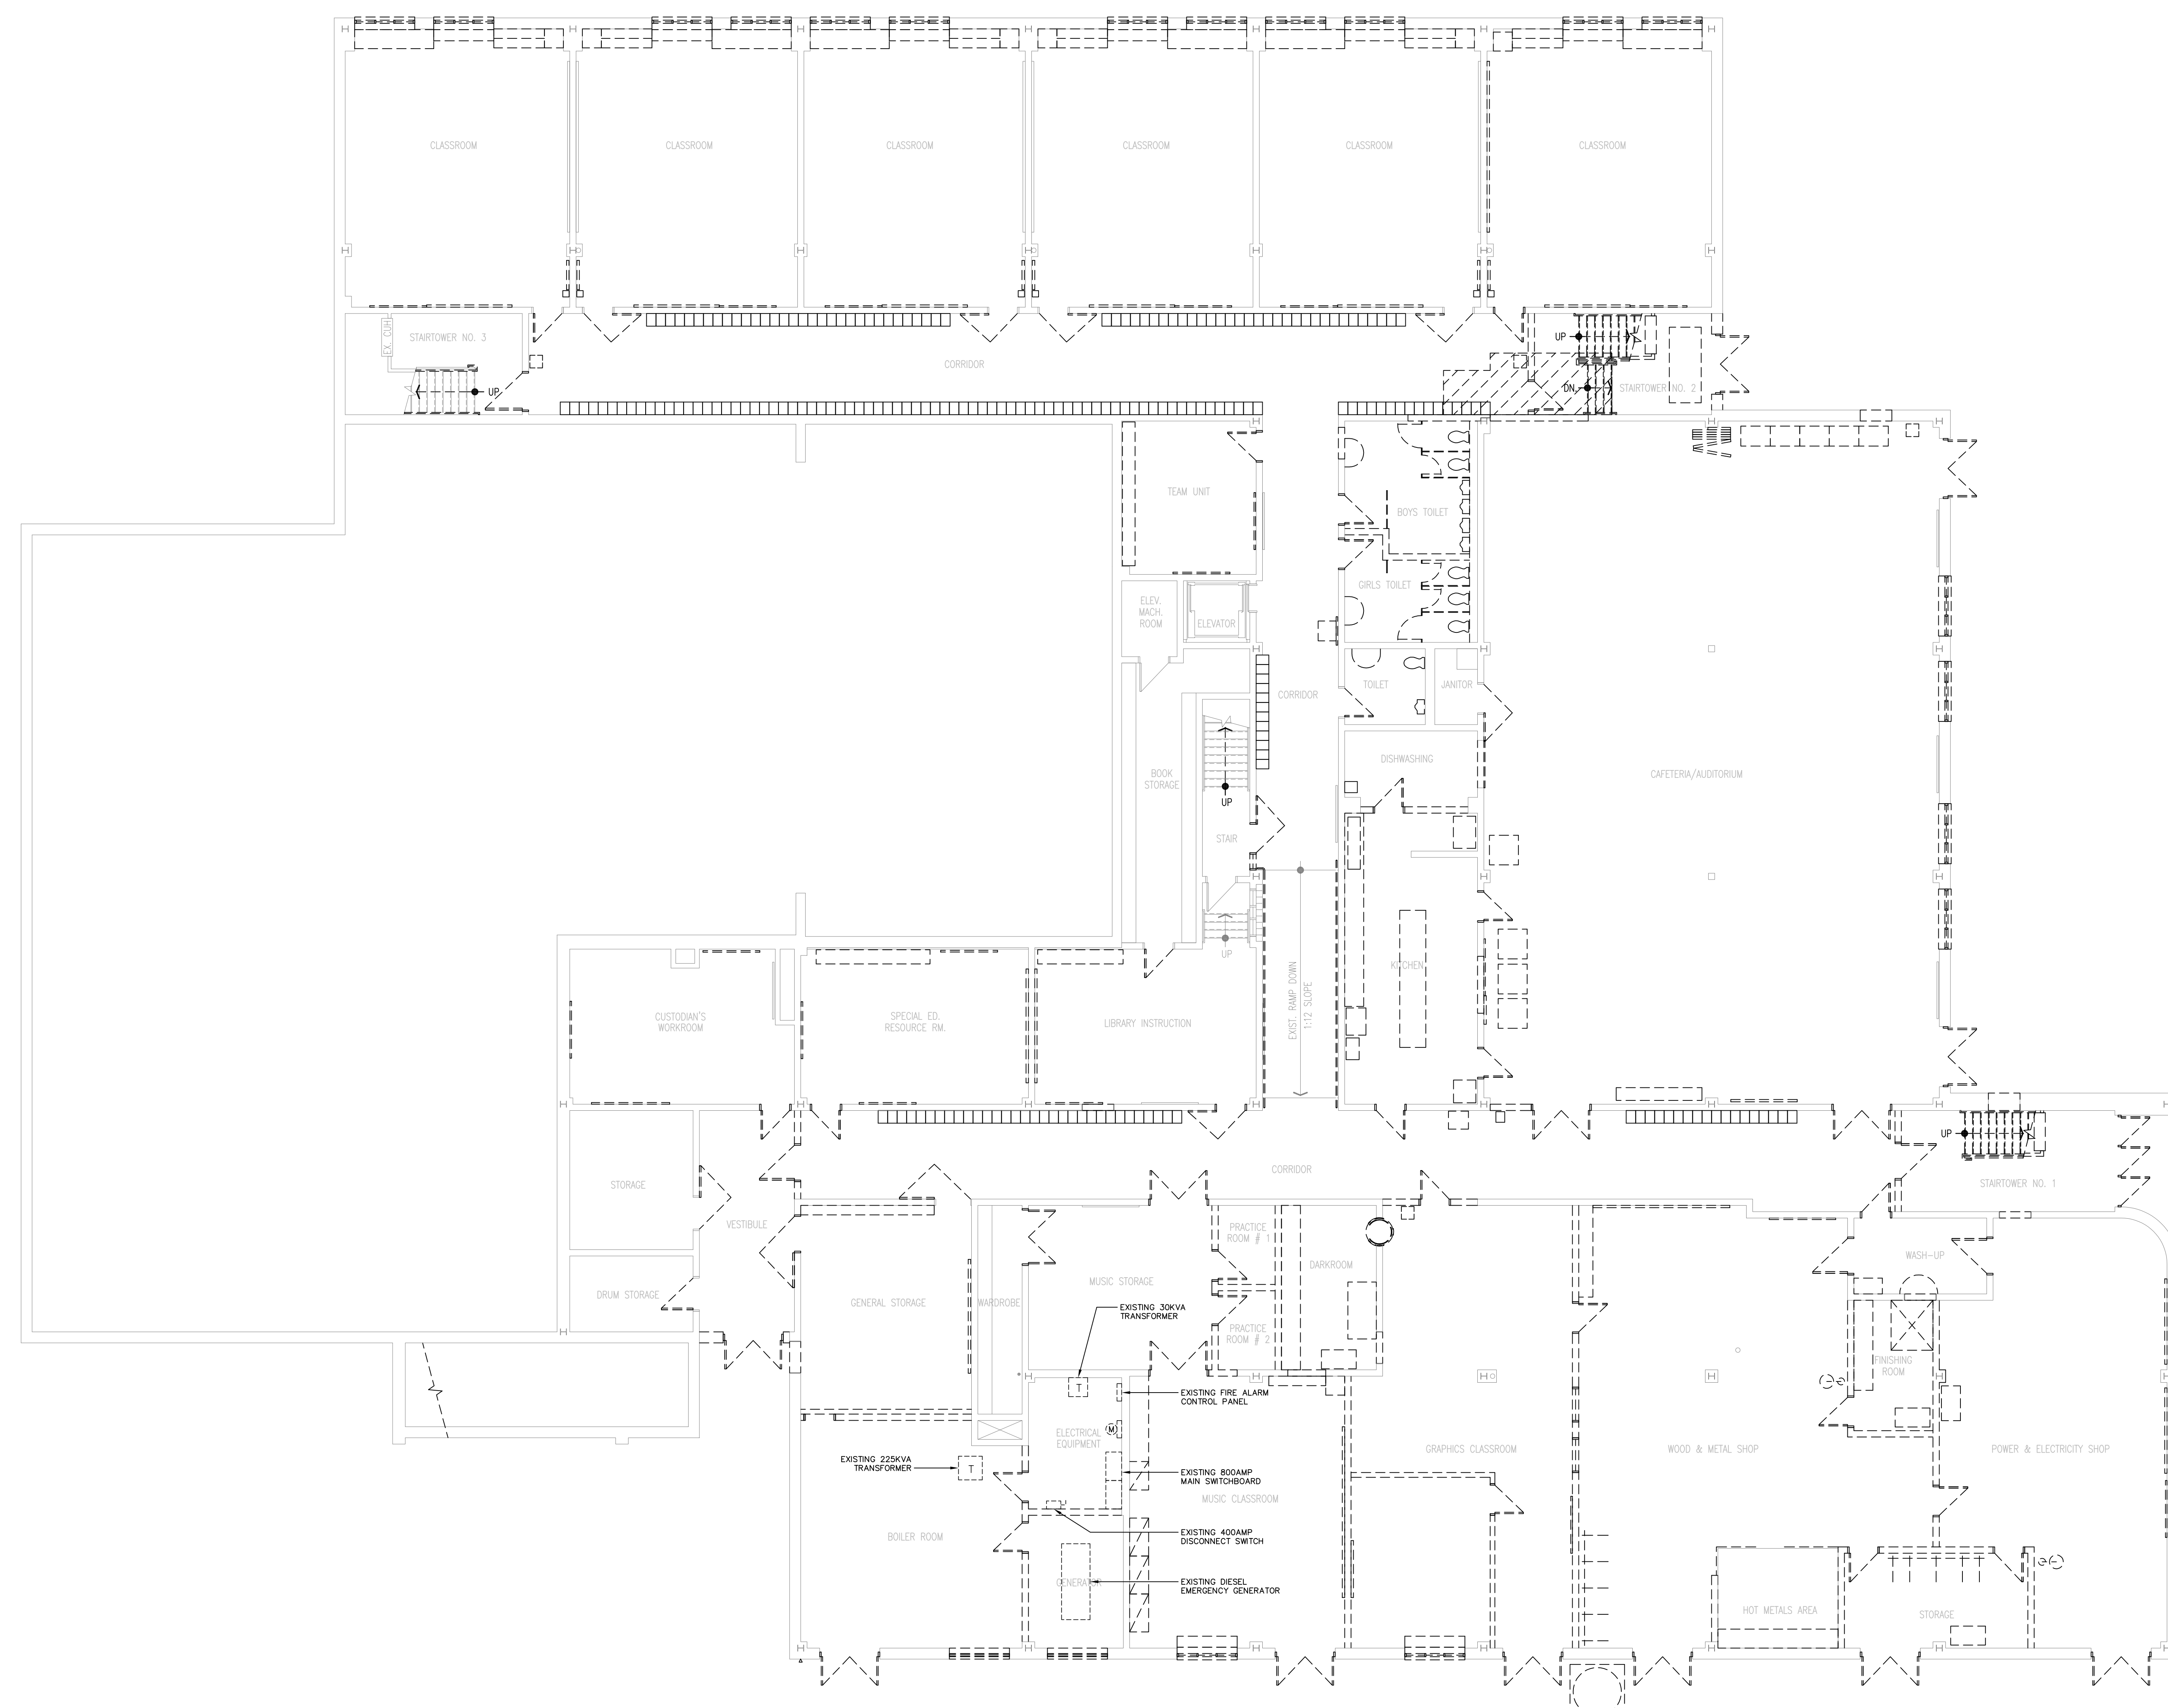 CLASSROOM
CLASSROOM
CLASSROOM
CLASSROOM
CLASSROOM
CLASSROOM
EX. CUH
STAIRTOWER NO. 3
UP
CORRIDOR
UP
DN
STAIRTOWER NO. 2
TEAM UNIT
BOYS TOILET
GIRLS TOILET
ELEV.
MACH.
ROOM
ELEVATOR
TOILET
JANITOR
CORRIDOR
DISHWASHING
CAFETERIA/AUDITORIUM
BOOK
STORAGE
UP
STAIR
UP
EXIST. RAMP DOWN
1:12 SLOPE
KITCHEN
CUSTODIAN'S
WORKROOM
SPECIAL ED.
RESOURCE RM.
LIBRARY INSTRUCTION
UP
CORRIDOR
STAIRTOWER NO. 1
STORAGE
VESTIBULE
PRACTICE
ROOM # 1
DARKROOM
WASH-UP
MUSIC STORAGE
DRUM STORAGE
GENERAL STORAGE
WARDROBE
EXISTING 30KVA
TRANSFORMER
PRACTICE
ROOM # 2
FINISHING
ROOM
T
EXISTING FIRE ALARM
CONTROL PANEL
M
ELECTRICAL
EQUIPMENT
GRAPHICS CLASSROOM
WOOD & METAL SHOP
POWER & ELECTRICITY SHOP
EXISTING 225KVA
TRANSFORMER
T
EXISTING 800AMP
MAIN SWITCHBOARD
MUSIC CLASSROOM
BOILER ROOM
EXISTING 400AMP
DISCONNECT SWITCH
GENERATOR
EXISTING DIESEL
EMERGENCY GENERATOR
HOT METALS AREA
STORAGE